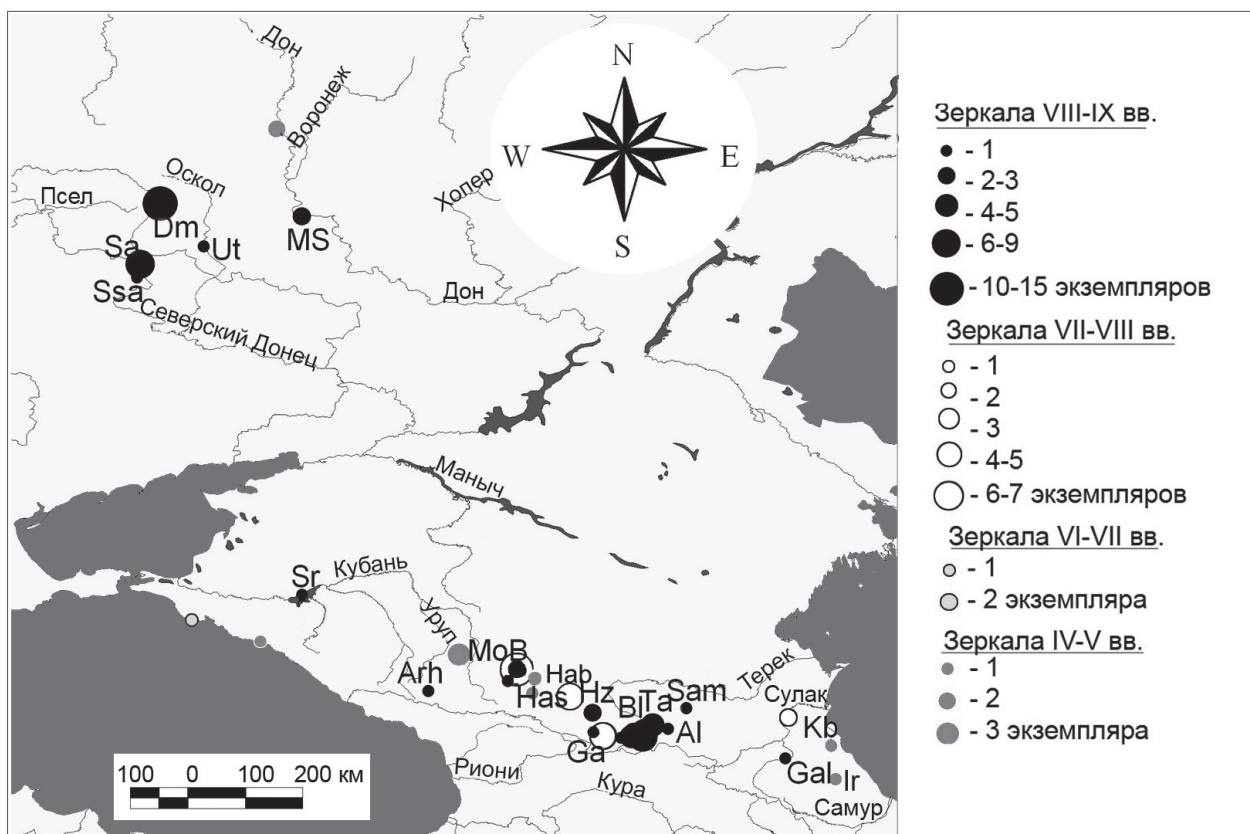 Дон
Воронеж
N
W
E
S
Хопер
Оскол
Псел
Dm
MS
Sa
Ut
Ssa
Дон
Северский Донец
Маныч
Sr
Кубань
Уруп
MoB
Hab
Arh
Has
Hz
Bl
Ta
Sam
Терек
Сулак
Ga
Al
Kb
Gal
Ir
Риони
Кура
Самур
100 0 100 200 км
Зеркала VIII-IX вв.
- 1
- 2-3
- 4-5
- 6-9
- 10-15 экземпляров
Зеркала VII-VIII вв.
- 1
- 2
- 3
- 4-5
- 6-7 экземпляров
Зеркала VI-VII вв.
- 1
- 2 экземпляра
Зеркала IV-V вв.
- 1
- 2
- 3 экземпляра